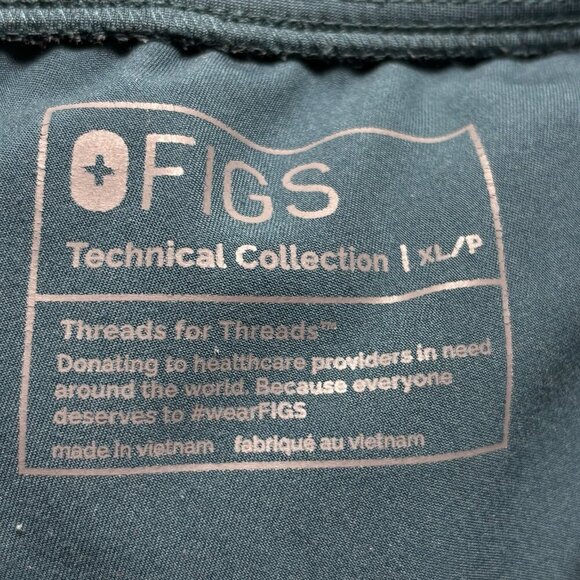 FIGS
Technical Collection | XL/P
Threads for Threads™
Donating to healthcare providers in need
around the world. Because everyone
deserves to #wearFIGS
made in vietnam fabriqué au vietnam